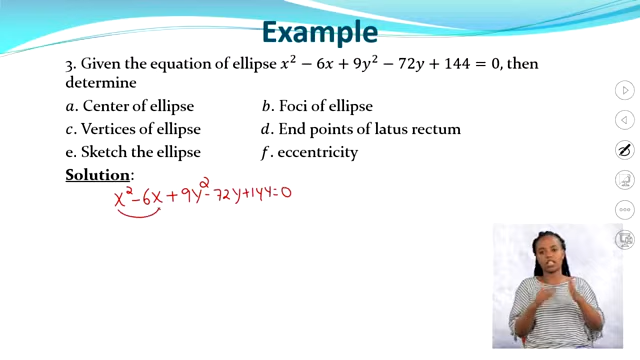 Example
3. Given the equation of ellipse x² − 6x + 9y² − 72y + 144 = 0, then
determine
a. Center of ellipse b. Foci of ellipse
c. Vertices of ellipse d. End points of latus rectum
e. Sketch the ellipse f. eccentricity
Solution:
x² − 6x + 9y² − 72y + 144 = 0